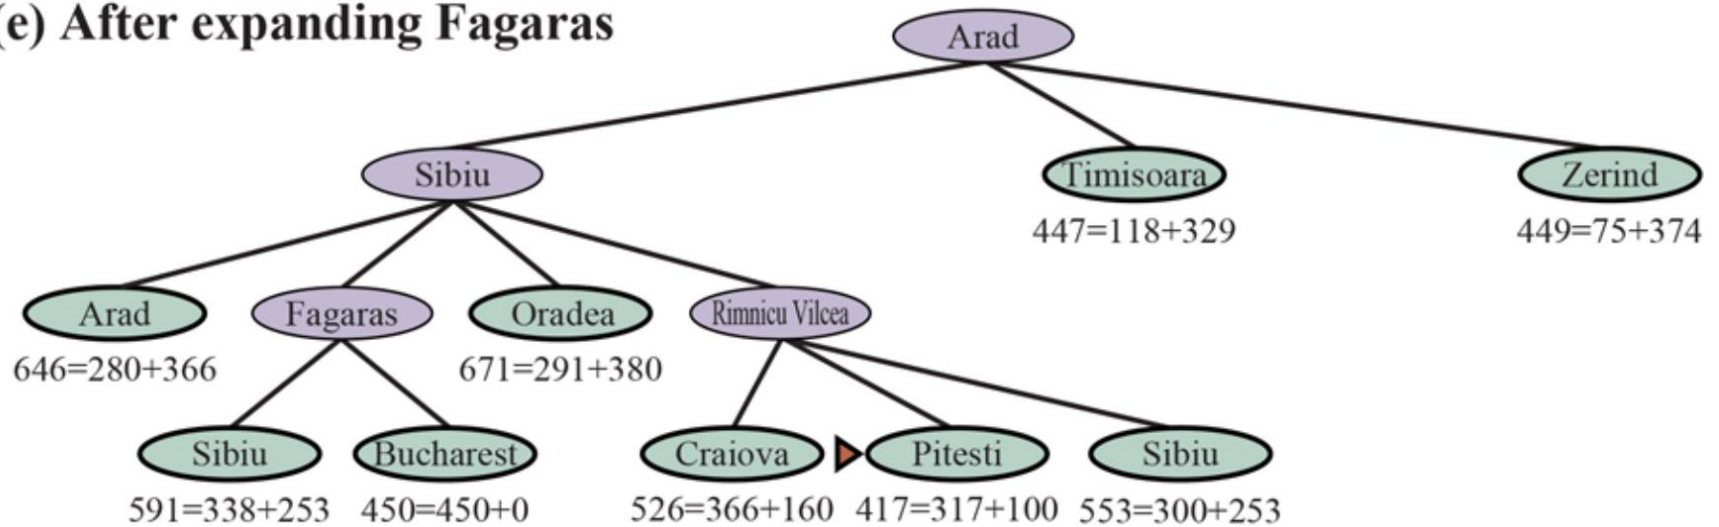 (e) After expanding Fagaras
Arad
Sibiu
Timisoara
Zerind
447=118+329
449=75+374
Arad
Fagaras
Oradea
Rimnicu Vilcea
646=280+366
671=291+380
Sibiu
Bucharest
Craiova
Pitesti
Sibiu
591=338+253
450=450+0
526=366+160
417=317+100
553=300+253